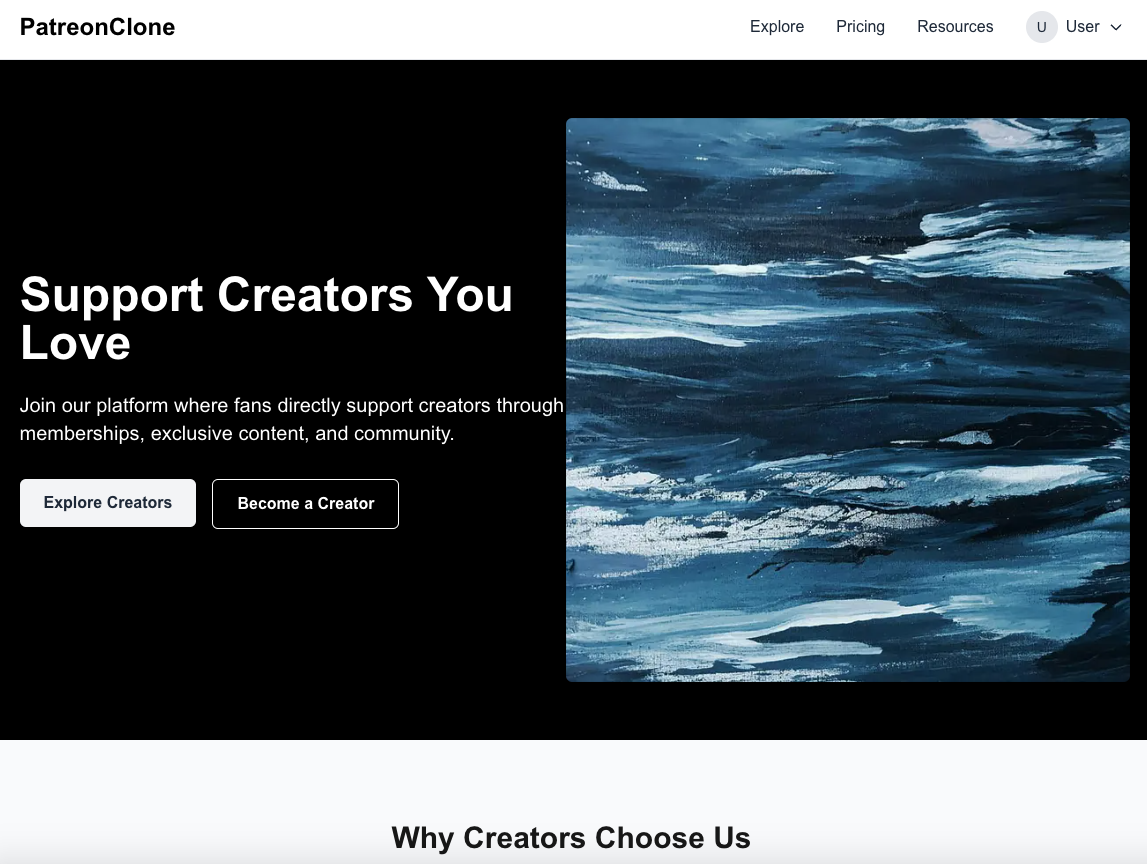 PatreonClone
Explore
Pricing
Resources
U
User
Support Creators You
Love
Join our platform where fans directly support creators through
memberships, exclusive content, and community.
Explore Creators
Become a Creator
Why Creators Choose Us